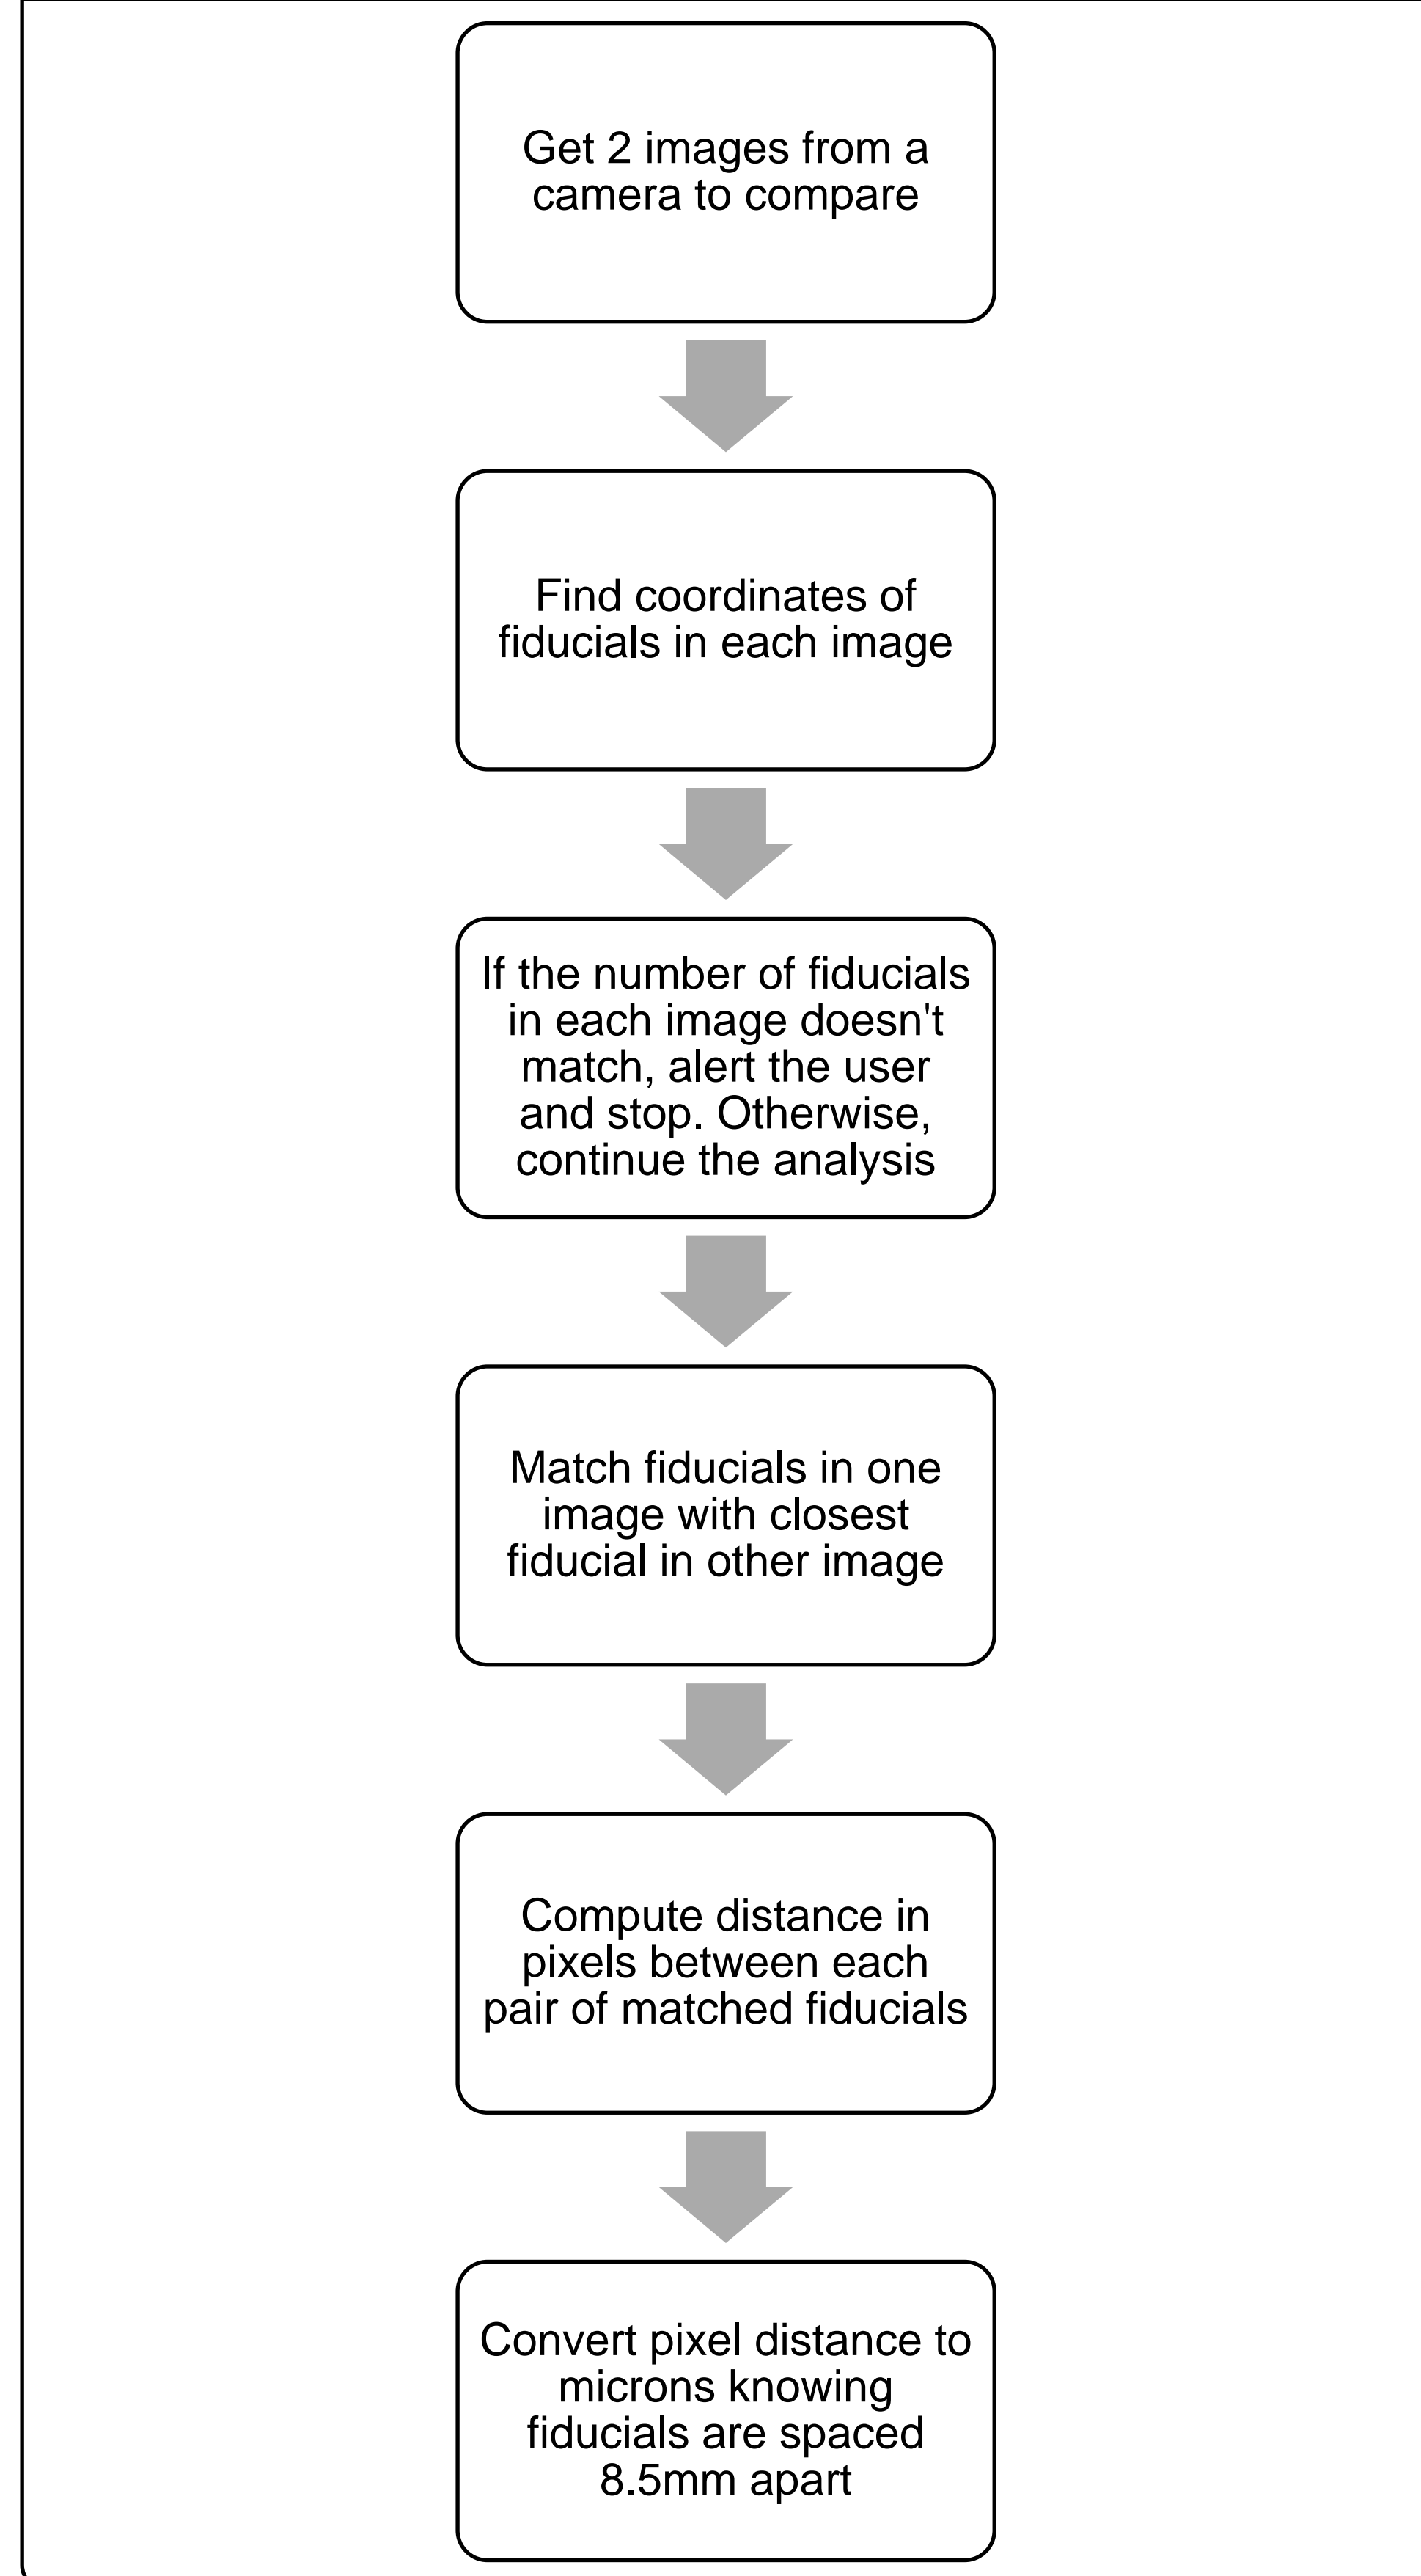 Get 2 images from a
camera to compare
Find coordinates of
fiducials in each image
If the number of fiducials
in each image doesn't
match, alert the user
and stop. Otherwise,
continue the analysis
Match fiducials in one
image with closest
fiducial in other image
Compute distance in
pixels between each
pair of matched fiducials
Convert pixel distance to
microns knowing
fiducials are spaced
8.5mm apart